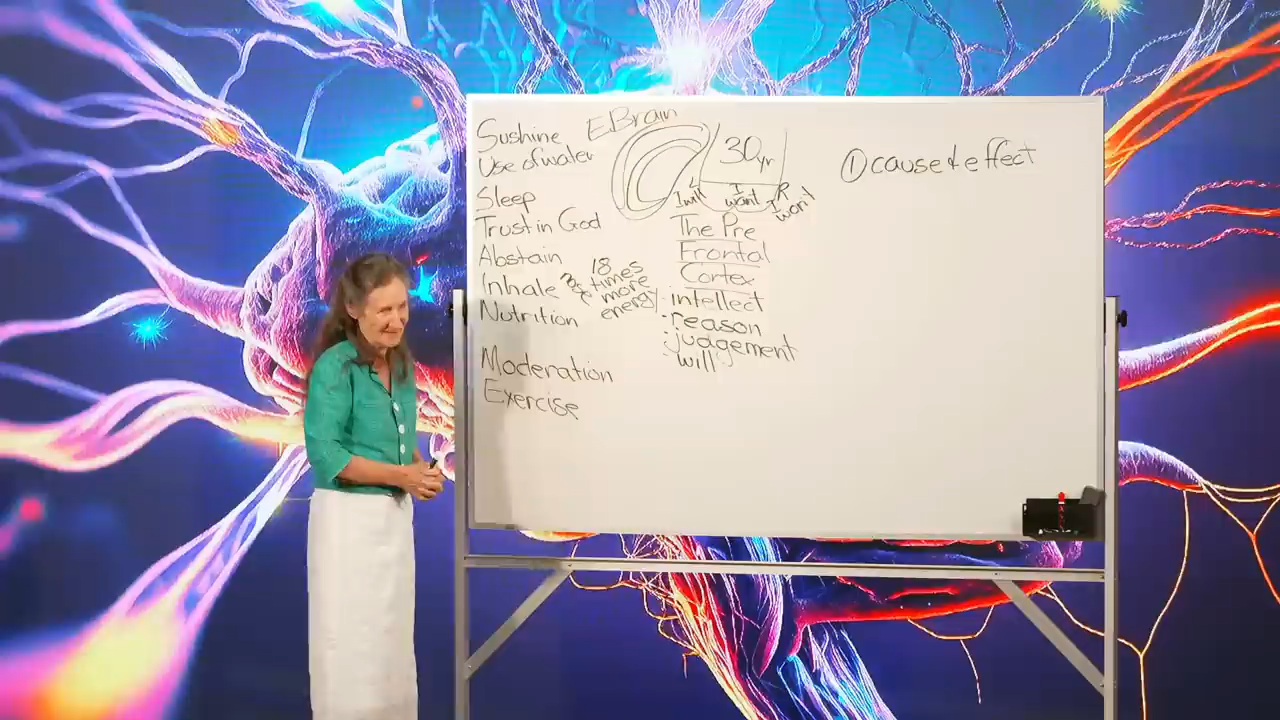 Sushine
Use of water
Sleep
Trust in God
Abstain
Inhale
Nutrition
Moderation
Exercise
18
times
more
energy
E Brain
30yr
I will
I
want
I
want
The Pre
Frontal
Cortex
intellect
reason
judgement
will
① cause & effect